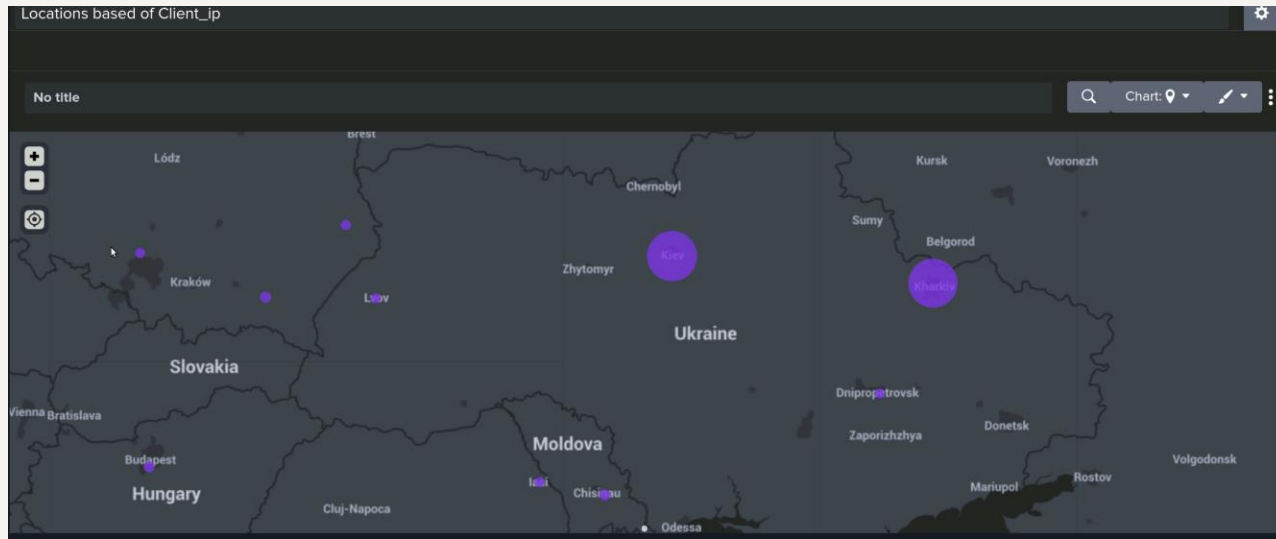 Locations based of Client_ip
No title
Chart:
+
−
Brest
Lódz
Kursk
Voronezh
Chernobyl
Sumy
Belgorod
Kiev
Zhytomyr
Kraków
Kharkiv
Lvov
Ukraine
Slovakia
Dnipropetrovsk
Vienna
Bratislava
Donetsk
Zaporizhzhya
Moldova
Budapest
Volgodonsk
Rostov
Iasi
Mariupol
Chisinau
Hungary
Cluj-Napoca
Odessa